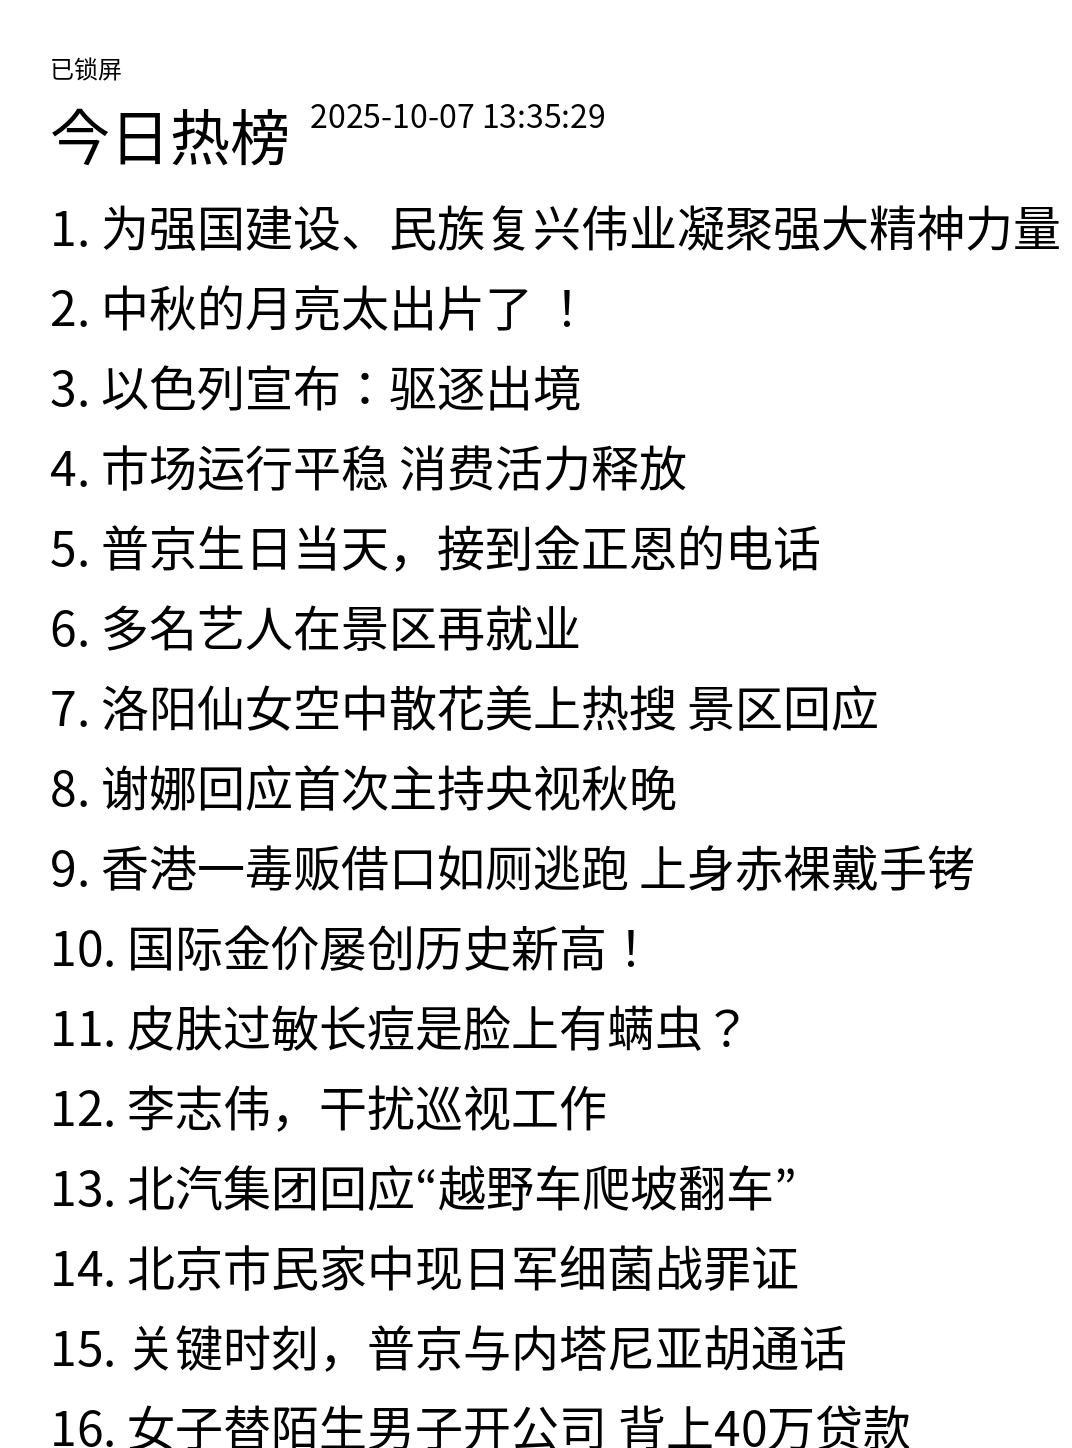 已锁屏
今日热榜 2025-10-07 13:35:29
1. 为强国建设、民族复兴伟业凝聚强大精神力量
2. 中秋的月亮太出片了 ！
3. 以色列宣布：驱逐出境
4. 市场运行平稳 消费活力释放
5. 普京生日当天，接到金正恩的电话
6. 多名艺人在景区再就业
7. 洛阳仙女空中散花美上热搜 景区回应
8. 谢娜回应首次主持央视秋晚
9. 香港一毒贩借口如厕逃跑 上身赤裸戴手铐
10. 国际金价屡创历史新高！
11. 皮肤过敏长痘是脸上有螨虫？
12. 李志伟，干扰巡视工作
13. 北汽集团回应“越野车爬坡翻车”
14. 北京市民家中现日军细菌战罪证
15. 关键时刻，普京与内塔尼亚胡通话
16. 女子替陌生男子开公司 背上40万贷款